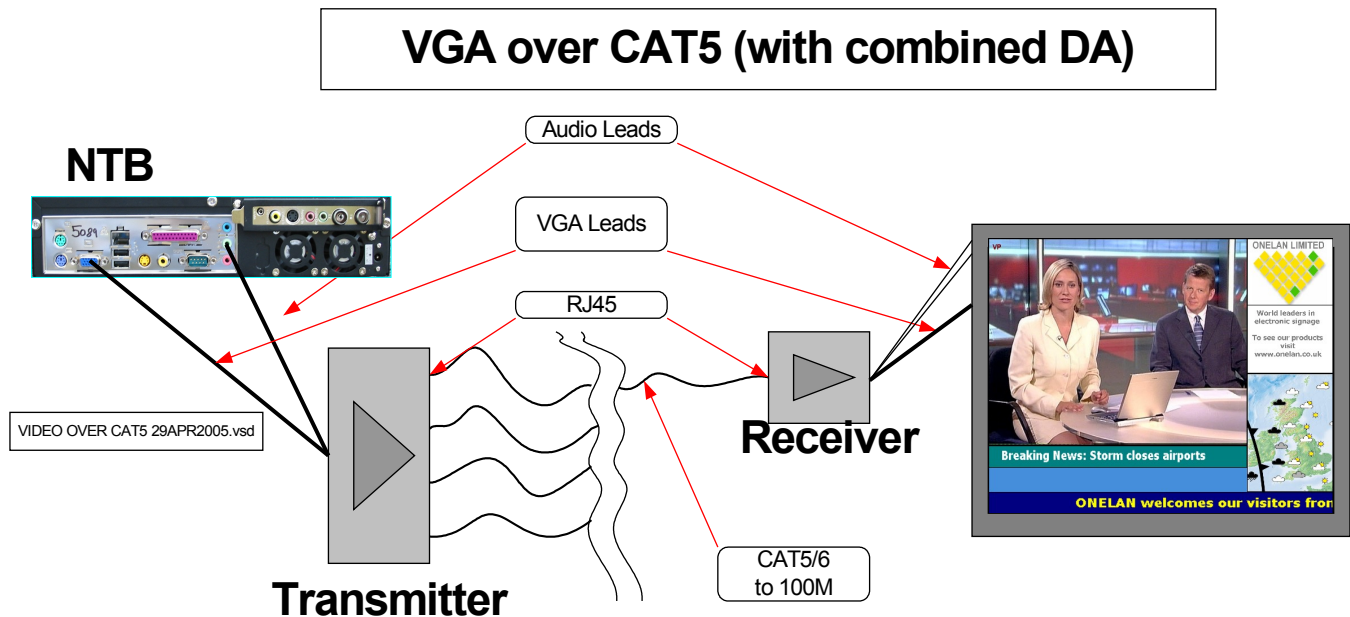 VGA over CAT5 (with combined DA)
Audio Leads
NTB
VGA Leads
5089
RJ45
VP
ONELAN LIMITED
World leaders in
electronic signage
To see our products
visit
www.onelan.co.uk
VIDEO OVER CAT5 29APR2005.vsd
Receiver
Breaking News: Storm closes airports
ONELAN welcomes our visitors fron
CAT5/6
to 100M
Transmitter